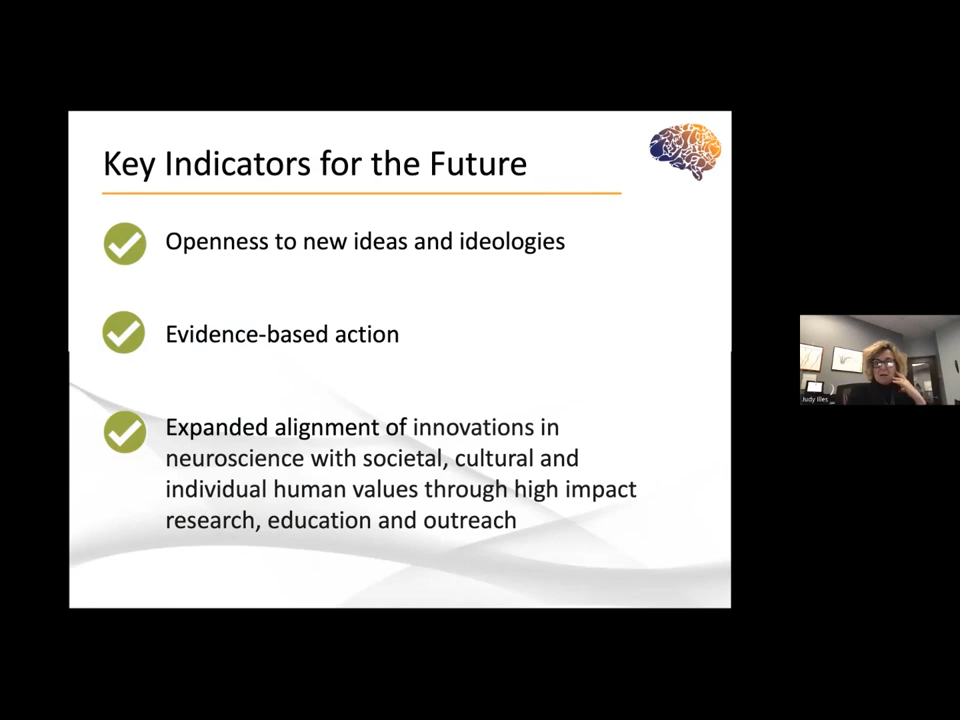 Key Indicators for the Future
Openness to new ideas and ideologies
Evidence-based action
Expanded alignment of innovations in
neuroscience with societal, cultural and
individual human values through high impact
research, education and outreach
Judy Illes